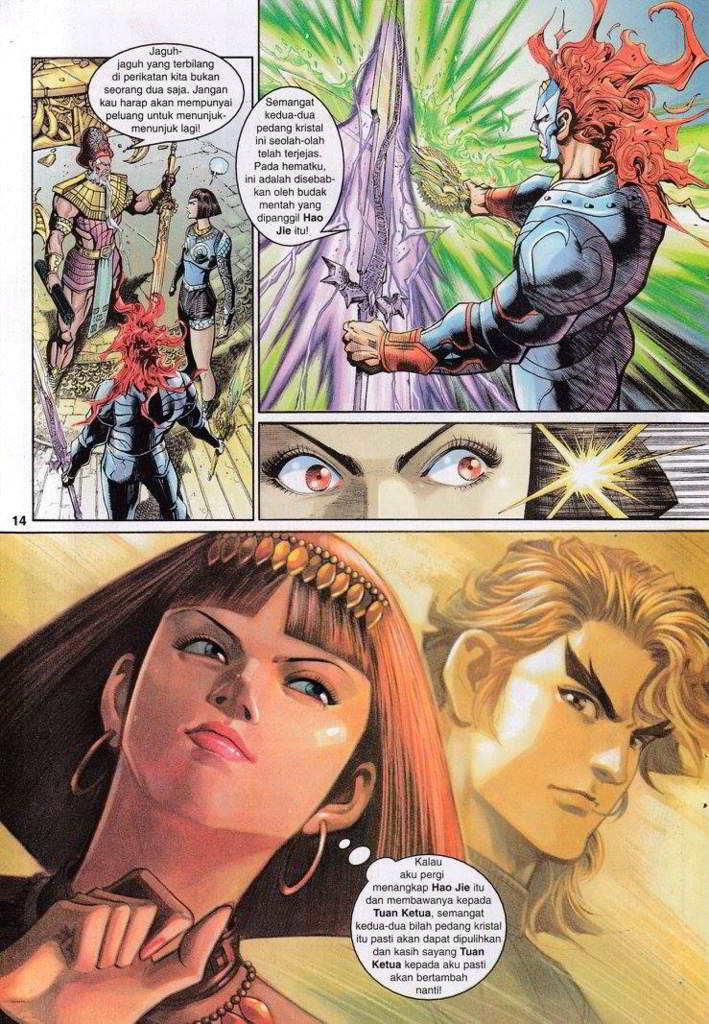 Jaguh-
jaguh yang terbilang
di perikatan kita bukan
seorang dua saja. Jangan
kau harap akan mempunyai
peluang untuk menunjuk-
menunjuk lagi!
Semangat
kedua-dua
pedang kristal
ini seolah-olah
telah terjejas.
Pada hematku,
ini adalah disebab-
kan oleh budak
mentah yang
dipanggil Hao
Jie itu!
14
Kalau
aku pergi
menangkap Hao Jie itu
dan membawanya kepada
Tuan Ketua, semangat
kedua-dua bilah pedang kristal
itu pasti akan dapat dipulihkan
dan kasih sayang Tuan
Ketua kepada aku pasti
akan bertambah
nanti!